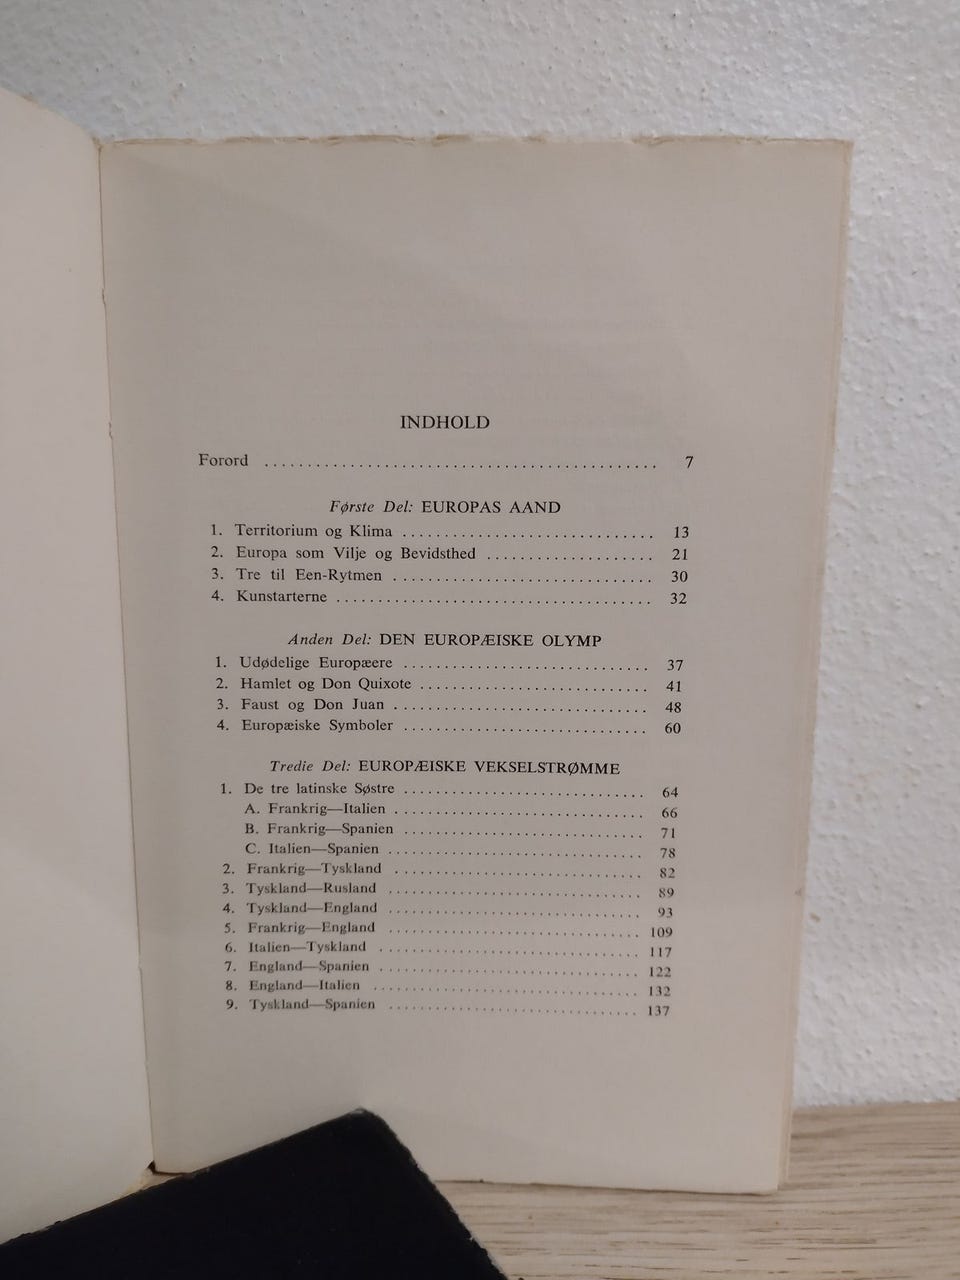 INDHOLD
Forord ................................................ 7
Første Del: EUROPAS AAND
1. Territorium og Klima ............................... 13
2. Europa som Vilje og Bevidsthed .................... 21
3. Tre til Een-Rytmen ................................ 30
4. Kunstarterne ...................................... 32
Anden Del: DEN EUROPÆISKE OLYMP
1. Udødelige Europæere .............................. 37
2. Hamlet og Don Quixote ............................ 41
3. Faust og Don Juan ................................ 48
4. Europæiske Symboler .............................. 60
Tredie Del: EUROPÆISKE VEKSELSTRØMME
1. De tre latinske Søstre ............................. 64
A. Frankrig—Italien ............................... 66
B. Frankrig—Spanien .............................. 71
C. Italien—Spanien ................................ 78
2. Frankrig—Tyskland ............................... 82
3. Tyskland—Rusland ................................ 89
4. Tyskland—England ................................ 93
5. Frankrig—England ................................ 109
6. Italien—Tyskland ................................. 117
7. England—Spanien ................................. 122
8. England—Italien .................................. 132
9. Tyskland—Spanien ................................ 137